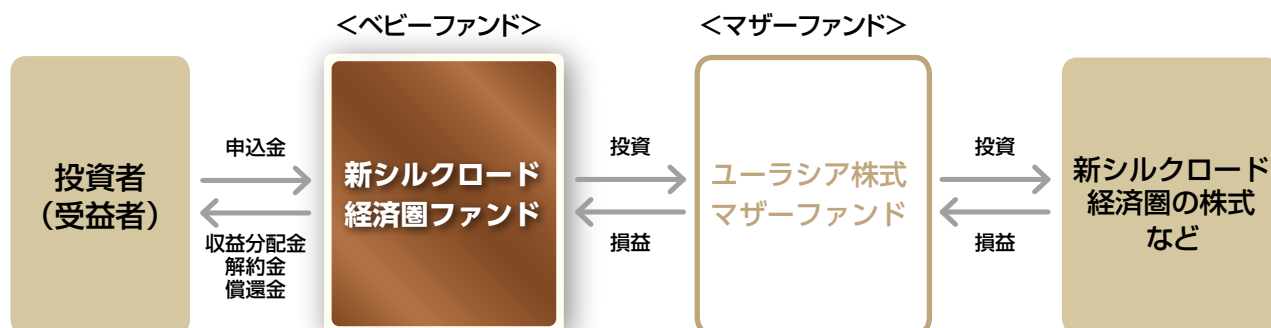 ＜ベビーファンド＞
＜マザーファンド＞
投資者
（受益者）
申込金
収益分配金
解約金
償還金
新シルクロード
経済圏ファンド
投資
損益
ユーラシア株式
マザーファンド
投資
損益
新シルクロード
経済圏の株式
など